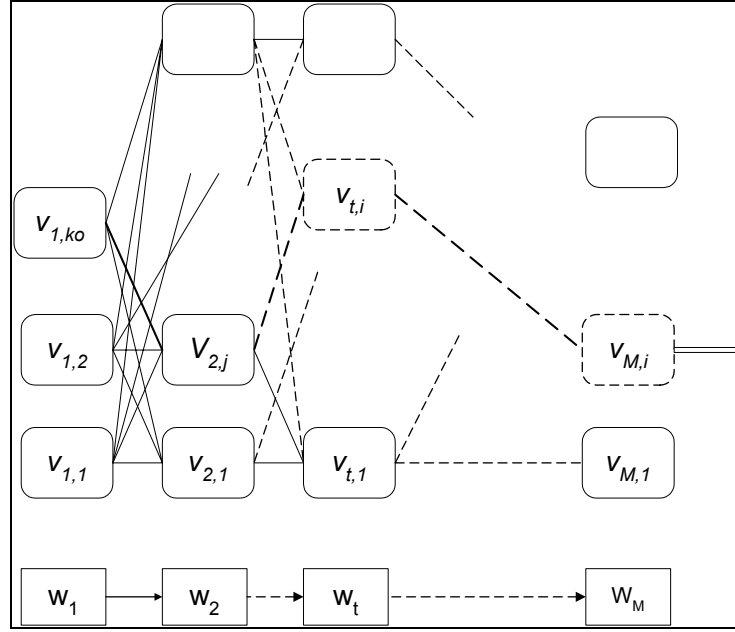 v1,ko
vt,i
v1,2
V2,j
vM,i
v1,1
v2,1
vt,1
vM,1
w1
w2
wt
wM